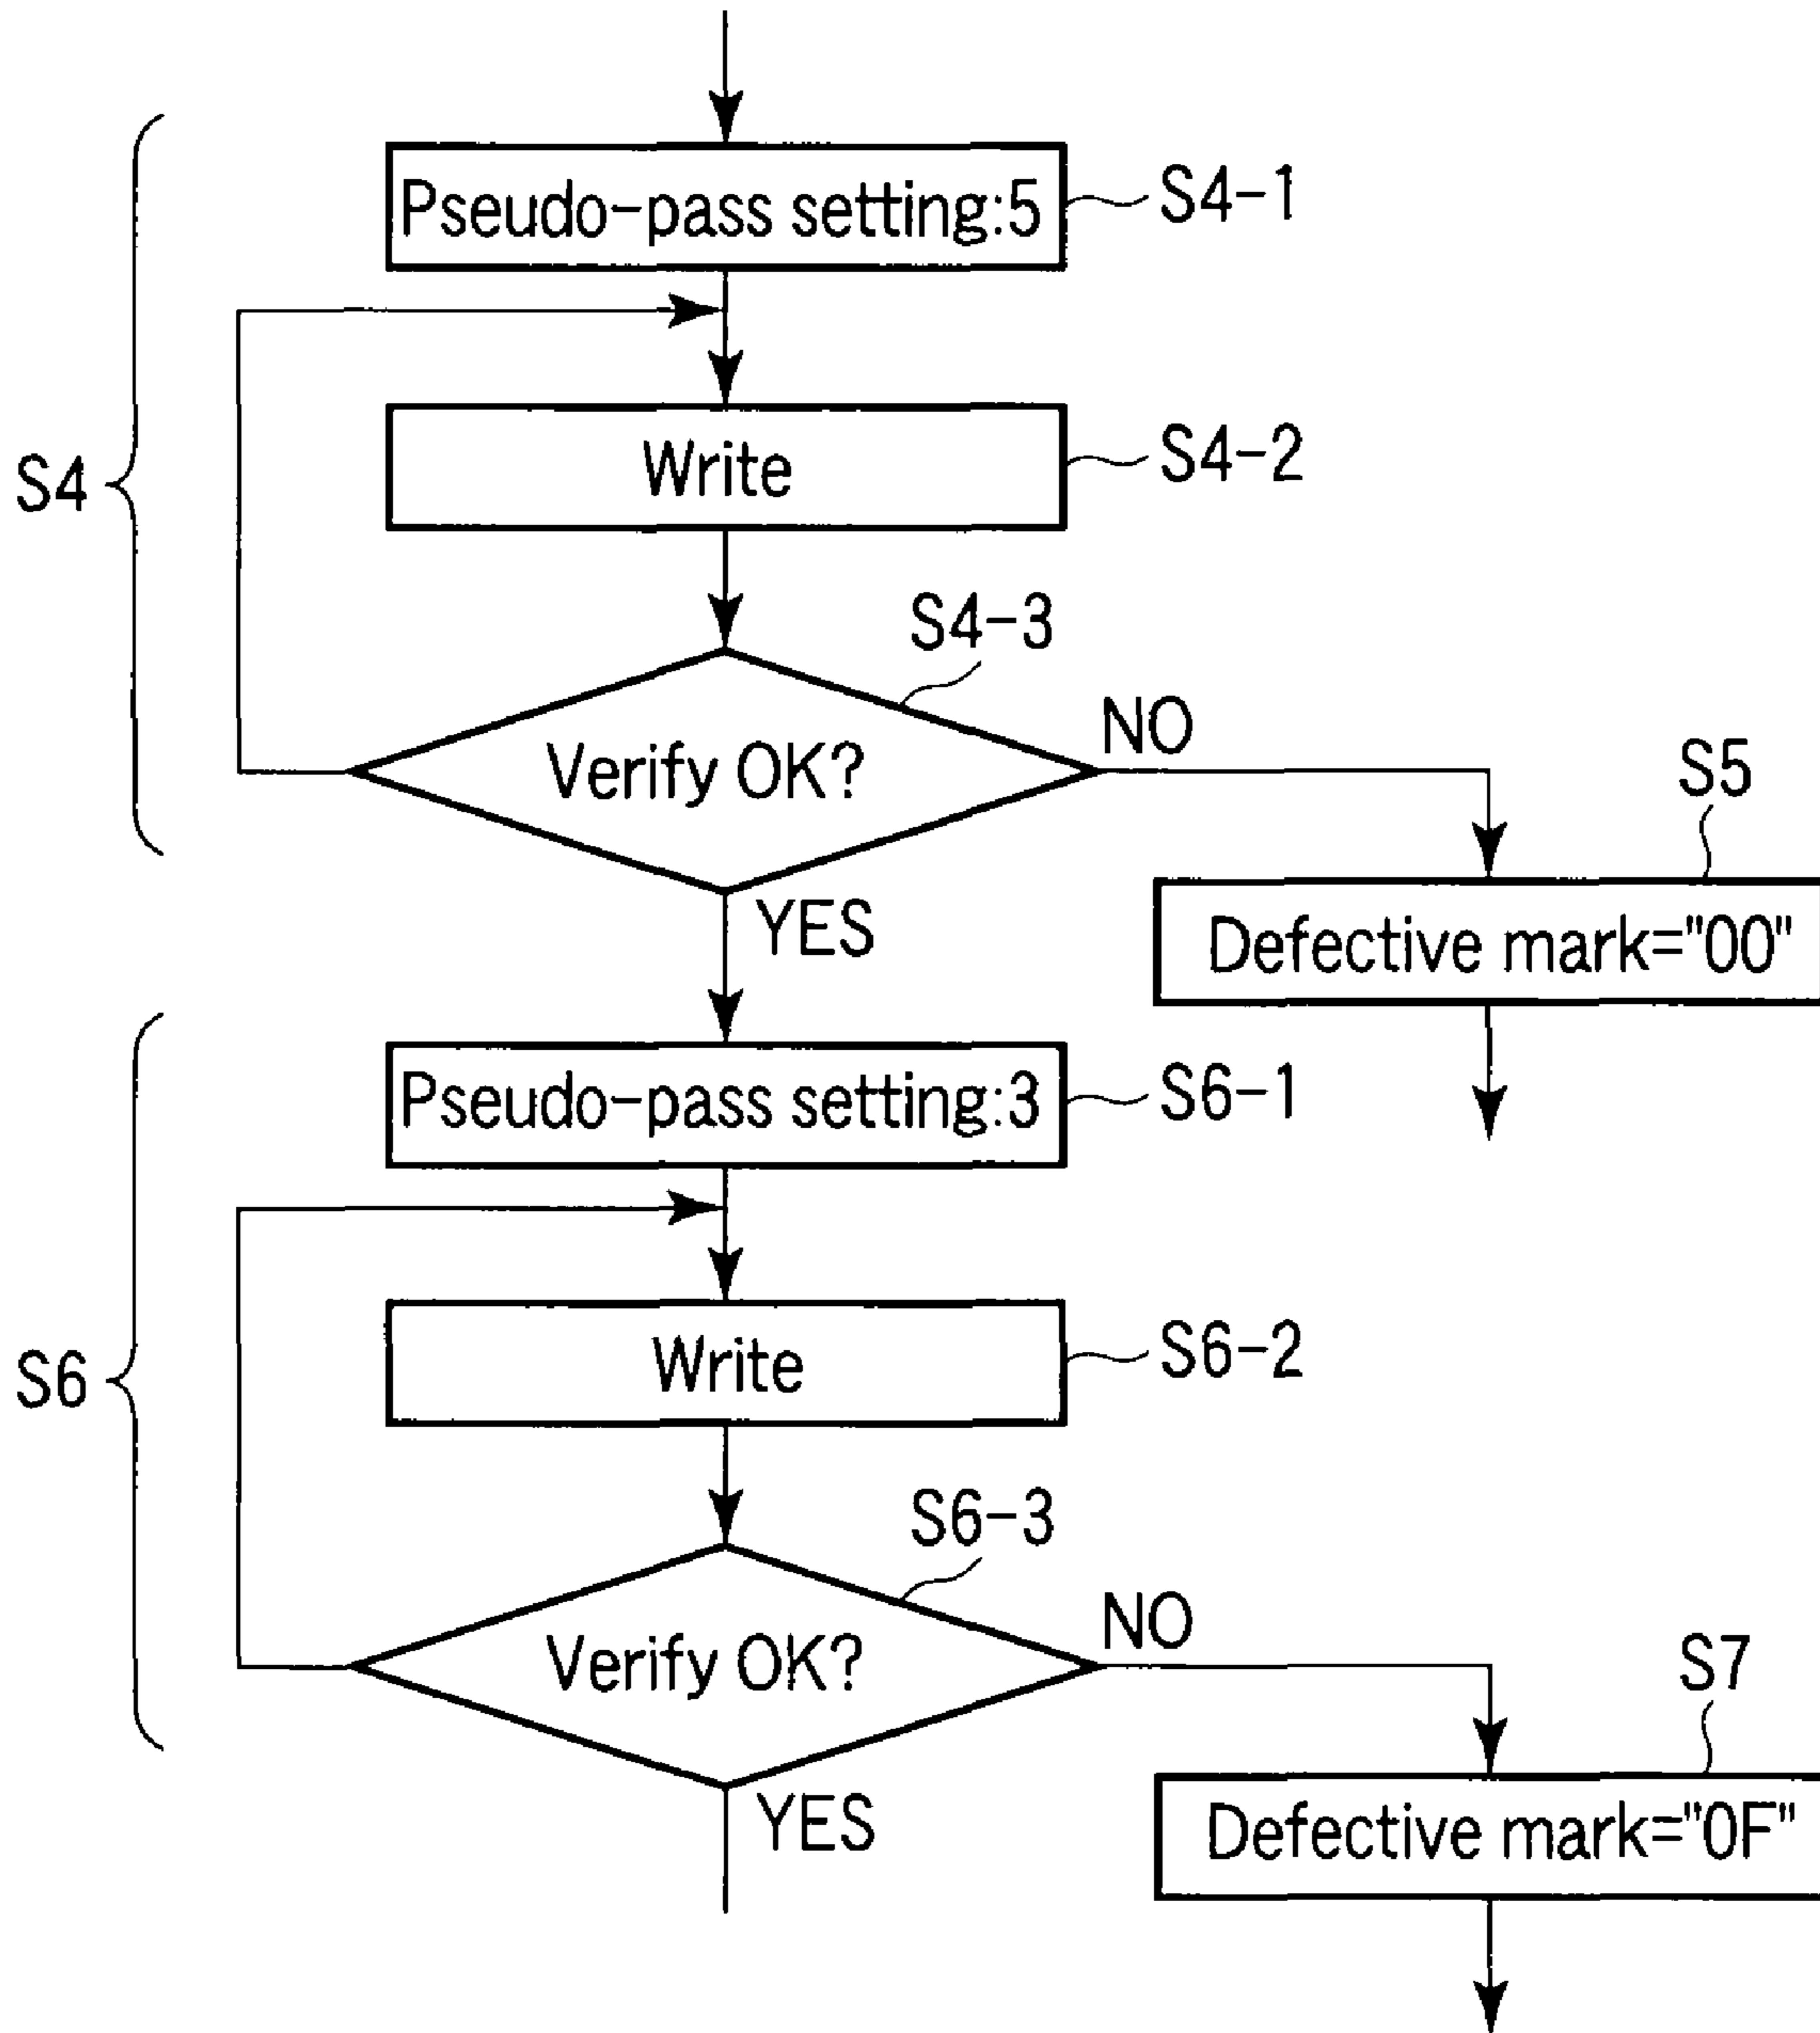 Pseudo-pass setting:5
S4-1
Write
S4-2
S4
S4-3
Verify OK?
NO
YES
S5
Defective mark="00"
Pseudo-pass setting:3
S6-1
Write
S6-2
S6
S6-3
Verify OK?
NO
YES
S7
Defective mark="0F"